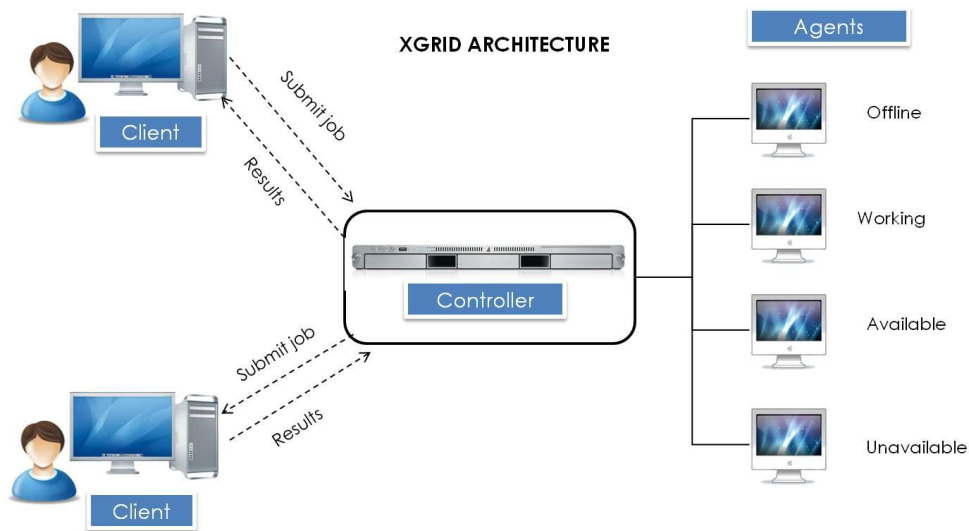 XGRID ARCHITECTURE
Agents
Client
Submit job
Results
Offline
Working
Controller
Available
Submit job
Results
Unavailable
Client